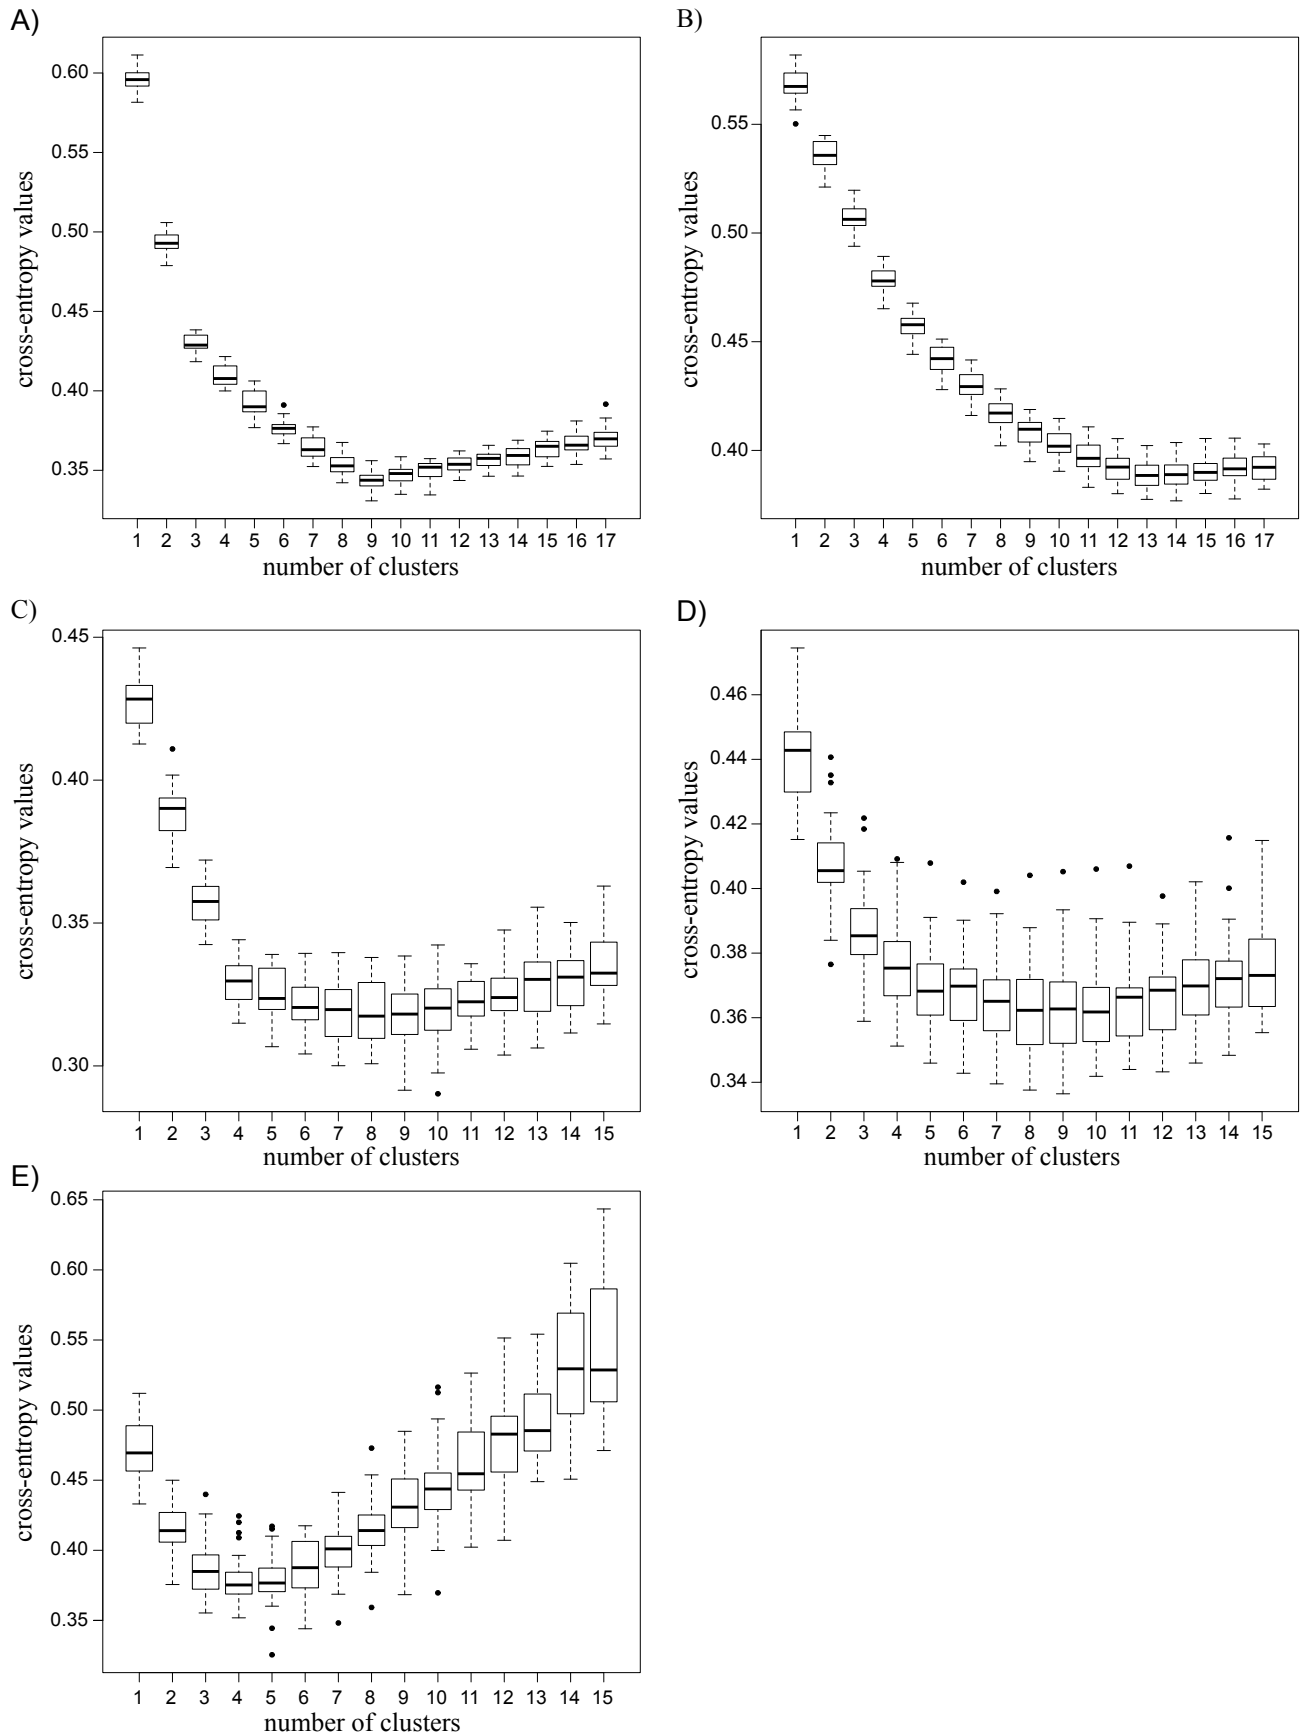 A)
cross-entropy values
0.60
0.55
0.50
0.45
0.40
0.35
1 2 3 4 5 6 7 8 9 10 11 12 13 14 15 16 17
number of clusters
B)
cross-entropy values
0.55
0.50
0.45
0.40
1 2 3 4 5 6 7 8 9 10 11 12 13 14 15 16 17
number of clusters
C)
cross-entropy values
0.45
0.40
0.35
0.30
1 2 3 4 5 6 7 8 9 10 11 12 13 14 15
number of clusters
D)
cross-entropy values
0.46
0.44
0.42
0.40
0.38
0.36
0.34
1 2 3 4 5 6 7 8 9 10 11 12 13 14 15
number of clusters
E)
cross-entropy values
0.65
0.60
0.55
0.50
0.45
0.40
0.35
1 2 3 4 5 6 7 8 9 10 11 12 13 14 15
number of clusters